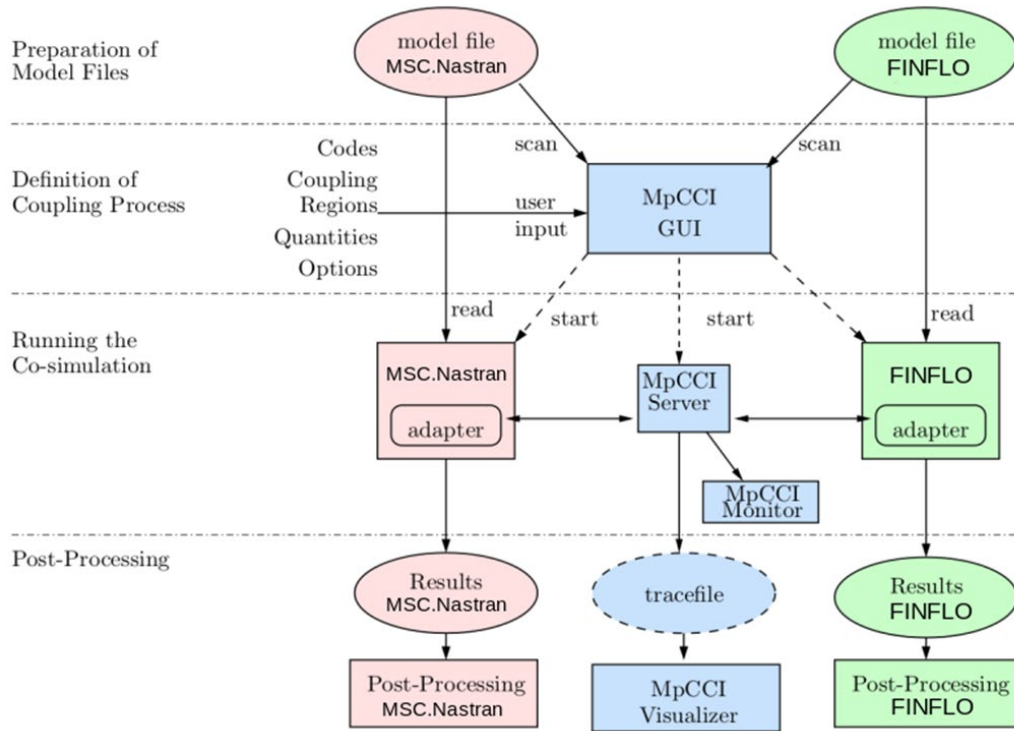 Preparation of
Model Files
model file
MSC.Nastran
model file
FINFLO
scan
scan
Definition of
Coupling Process
Codes
Coupling
Regions
Quantities
Options
user
input
MpCCI
GUI
read
start
start
read
Running the
Co-simulation
MSC.Nastran
adapter
MpCCI
Server
FINFLO
adapter
MpCCI
Monitor
Post-Processing
Results
MSC.Nastran
tracefile
Results
FINFLO
Post-Processing
MSC.Nastran
MpCCI
Visualizer
Post-Processing
FINFLO